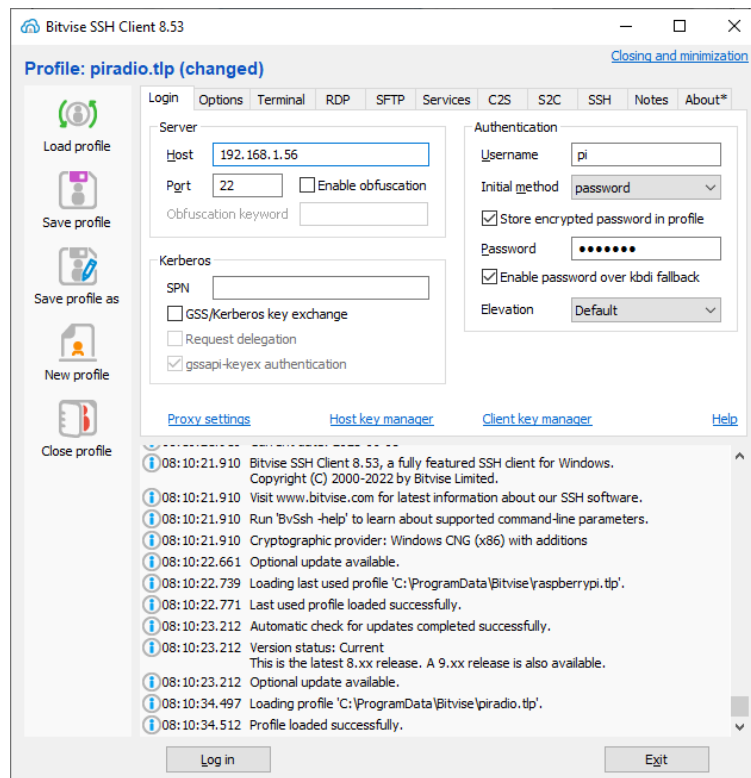 Bitvise SSH Client 8.53
Closing and minimization
Profile: piradio.tlp (changed)
Load profile
Save profile
Save profile as
New profile
Close profile
Login Options Terminal RDP SFTP Services C2S S2C SSH Notes About*
Server
Host 192.168.1.56
Port 22 Enable obfuscation
Obfuscation keyword
Kerberos
SPN
GSS/Kerberos key exchange
Request delegation
gssapi-keyex authentication
Authentication
Username pi
Initial method password
Store encrypted password in profile
Password •••••••
Enable password over kbdi fallback
Elevation Default
Proxy settings Host key manager Client key manager Help
08:10:21.910 Bitvise SSH Client 8.53, a fully featured SSH client for Windows.
Copyright (C) 2000-2022 by Bitvise Limited.
08:10:21.910 Visit www.bitvise.com for latest information about our SSH software.
08:10:21.910 Run 'BvSsh -help' to learn about supported command-line parameters.
08:10:21.910 Cryptographic provider: Windows CNG (x86) with additions
08:10:22.661 Optional update available.
08:10:22.739 Loading last used profile 'C:\ProgramData\Bitvise\raspberrypi.tlp'.
08:10:22.771 Last used profile loaded successfully.
08:10:23.212 Automatic check for updates completed successfully.
08:10:23.212 Version status: Current
This is the latest 8.xx release. A 9.xx release is also available.
08:10:23.212 Optional update available.
08:10:34.497 Loading profile 'C:\ProgramData\Bitvise\piradio.tlp'.
08:10:34.512 Profile loaded successfully.
Log in Exit